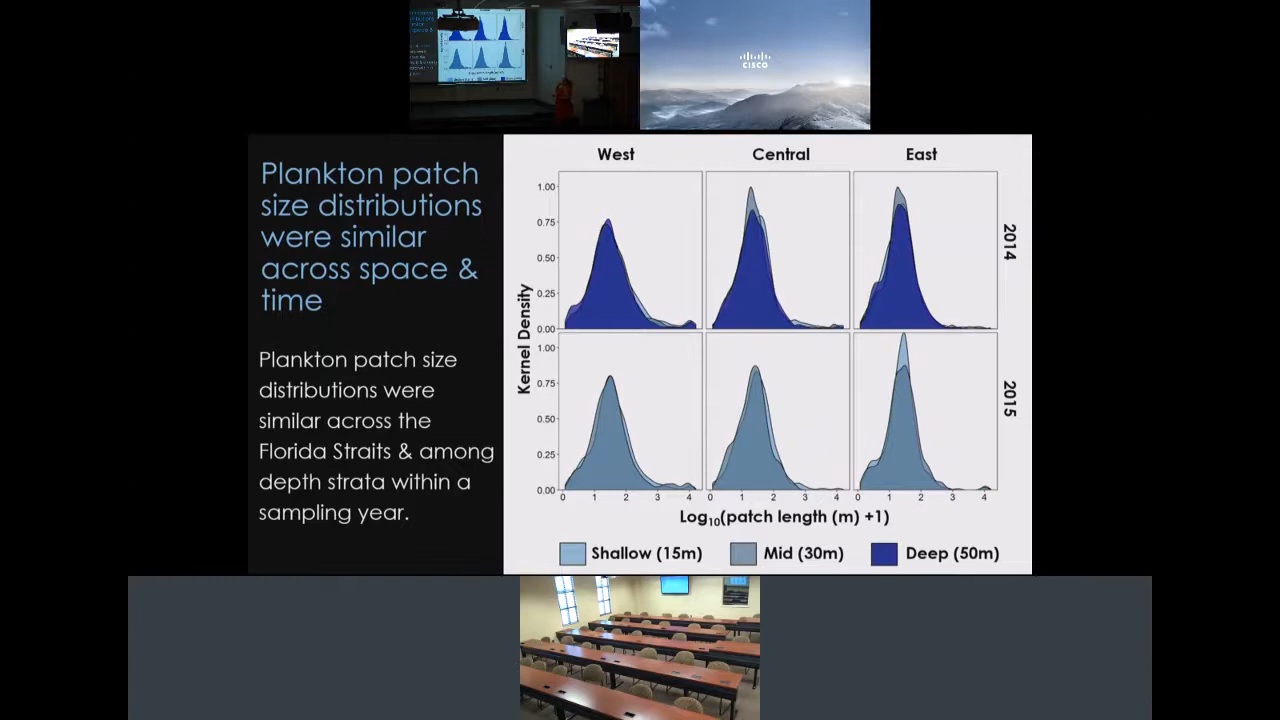 CISCO
Plankton patch
size distributions
were similar
across space &
time
Plankton patch size
distributions were
similar across the
Florida Straits & among
depth strata within a
sampling year.
West Central East
1.00
0.75
0.50
0.25
0.00
2014
Kernel Density
1.00
0.75
0.50
0.25
0.00
2015
0 1 2 3 4 0 1 2 3 4 0 1 2 3 4
Log10(patch length (m) +1)
Shallow (15m) Mid (30m) Deep (50m)